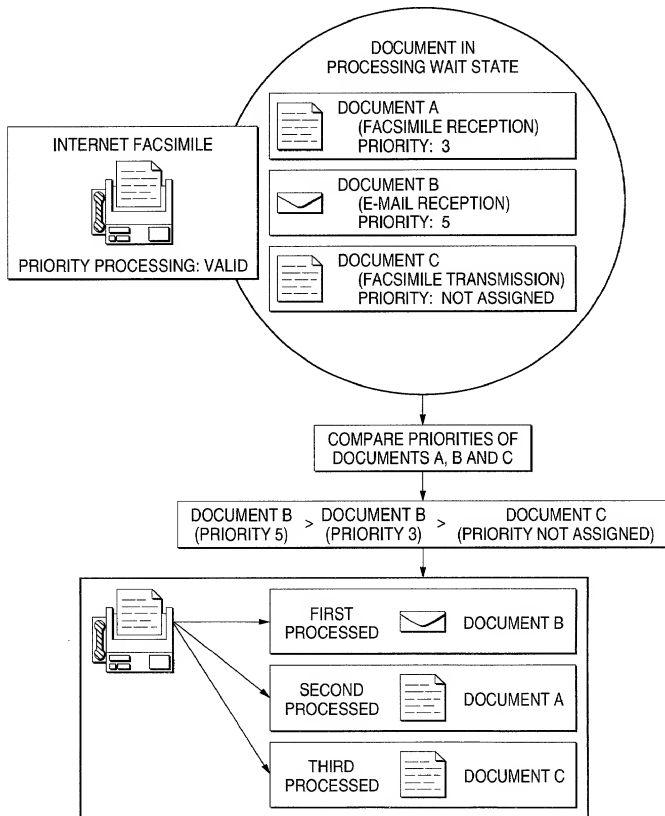 DOCUMENT IN
PROCESSING WAIT STATE
DOCUMENT A
(FACSIMILE RECEPTION)
PRIORITY: 3
INTERNET FACSIMILE
PRIORITY PROCESSING: VALID
DOCUMENT B
(E-MAIL RECEPTION)
PRIORITY: 5
DOCUMENT C
(FACSIMILE TRANSMISSION)
PRIORITY: NOT ASSIGNED
COMPARE PRIORITIES OF
DOCUMENTS A, B AND C
DOCUMENT B
(PRIORITY 5)
>
DOCUMENT B
(PRIORITY 3)
>
DOCUMENT C
(PRIORITY NOT ASSIGNED)
FIRST
PROCESSED
DOCUMENT B
SECOND
PROCESSED
DOCUMENT A
THIRD
PROCESSED
DOCUMENT C